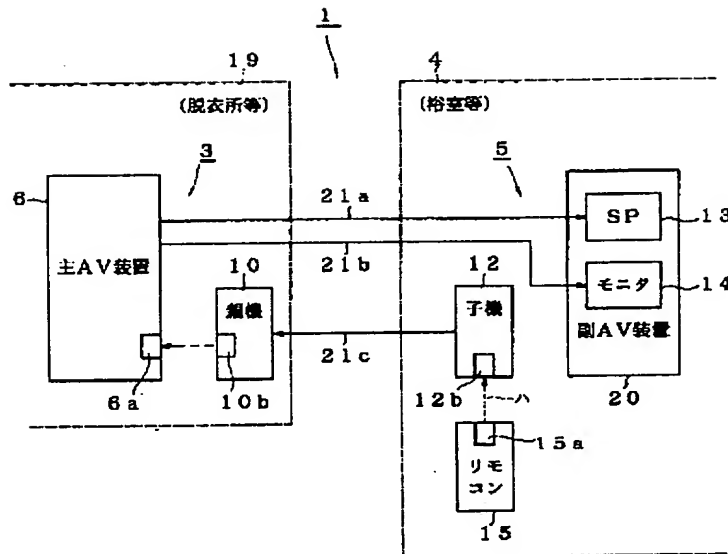 1
19
4
(脱衣所等)
(浴室等)
3
5
6
21a
SP
13
主AV装置
21b
10
12
モニタ
14
親機
子機
副AV装置
21c
6a
10b
12b
ハ
20
15a
リモ
コン
15